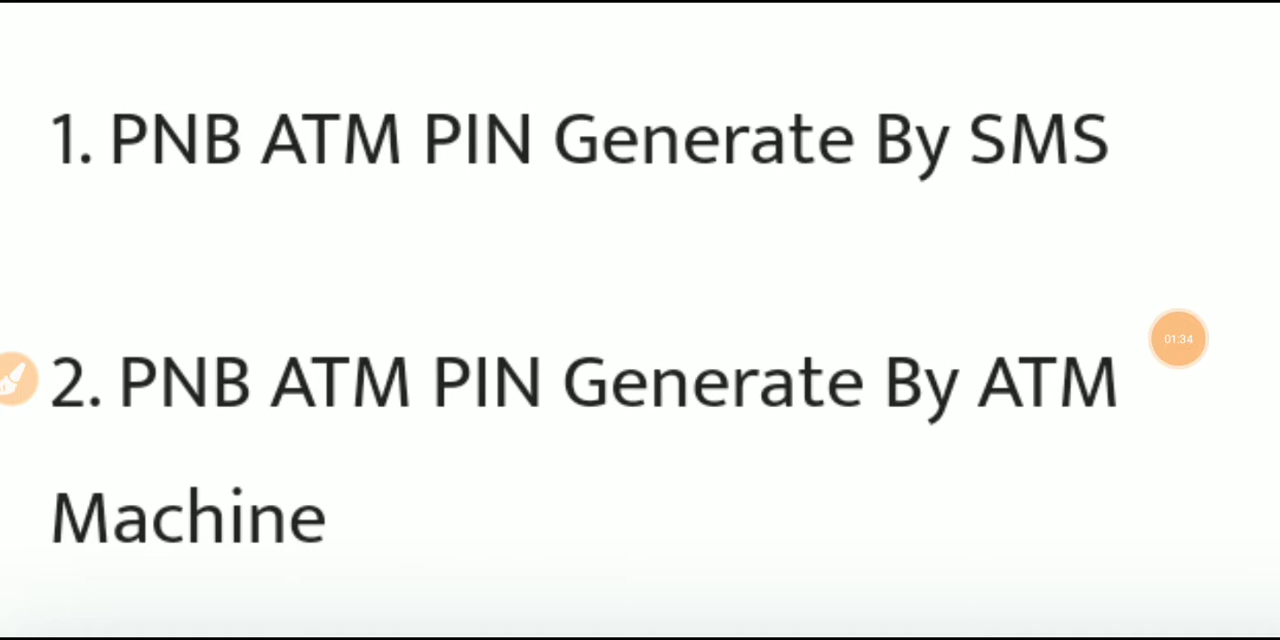 1. PNB ATM PIN Generate By SMS
01:34
2. PNB ATM PIN Generate By ATM
Machine